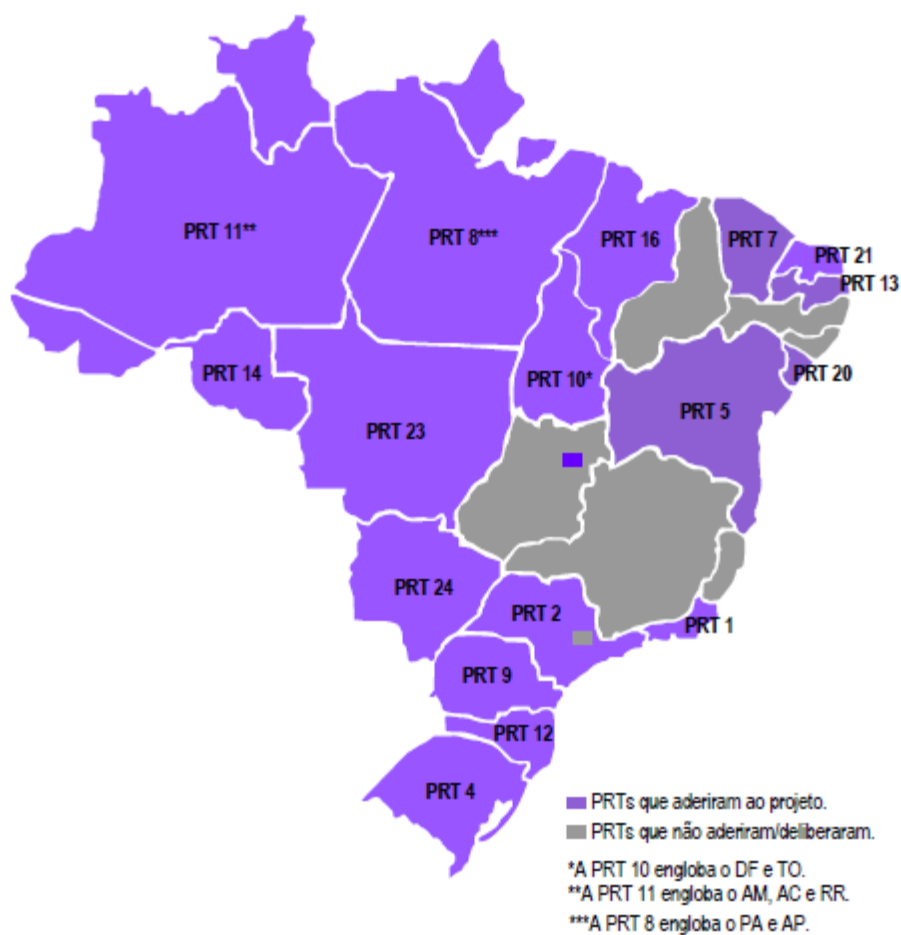 PRT 11**
PRT 8***
PRT 16
PRT 7
PRT 21
PRT 13
PRT 14
PRT 10*
PRT 20
PRT 23
PRT 5
PRT 24
PRT 2
PRT 1
PRT 9
PRT 12
PRT 4
PRTs que aderiram ao projeto.
PRTs que não aderiram/deliberaram.
*A PRT 10 engloba o DF e TO.
**A PRT 11 engloba o AM, AC e RR.
***A PRT 8 engloba o PA e AP.